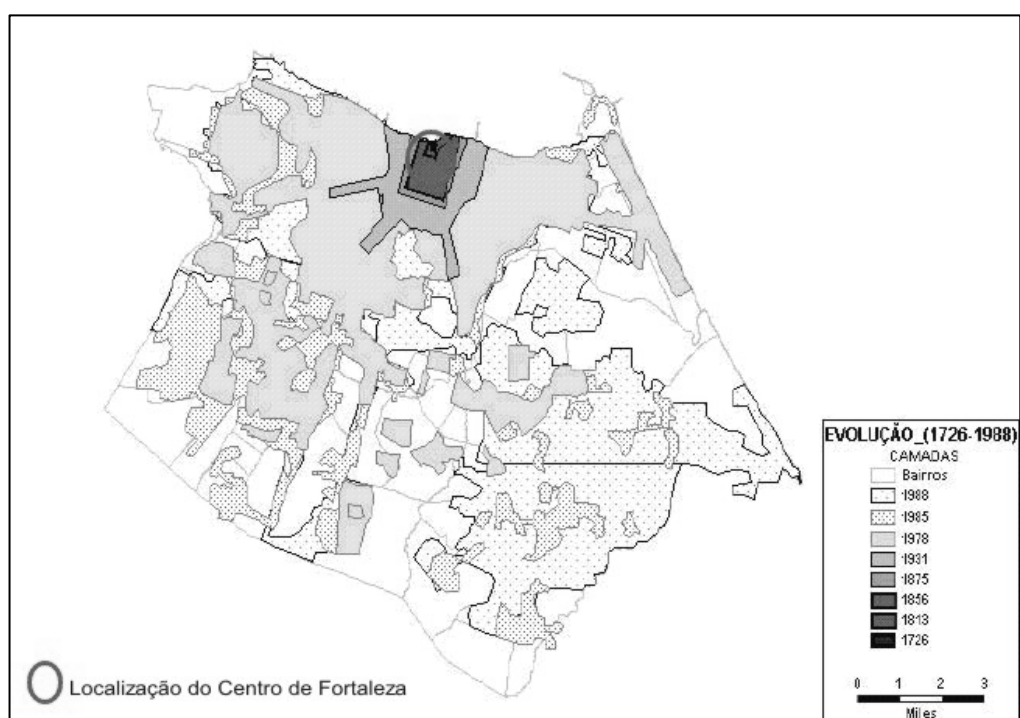 EVOLUÇÃO_(1726-1988)
CAMADAS
Bairros
1988
1985
1978
1931
1875
1856
1813
1726
Localização do Centro de Fortaleza
0 1 2 3
Miles